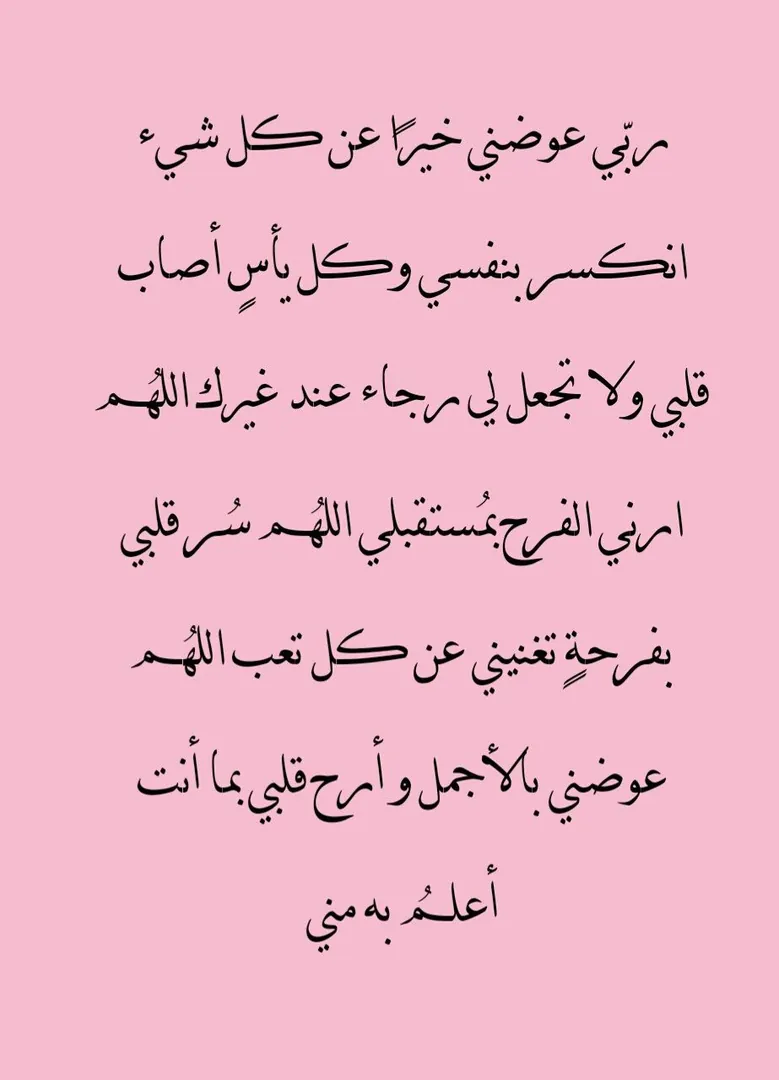 ربّي عوضني خيرًا عن كل شيء
انكسر بنفسي وكل يأسٍ أصاب
قلبي ولا تجعل لي رجاء عند غيرك اللهُم
ارني الفرح بمُستقبلي اللهُم سُر قلبي
بفرحةٍ تغنيني عن كل تعب اللهُم
عوضني بالأجمل و أرح قلبي بما أنت
أعلمُ به مني